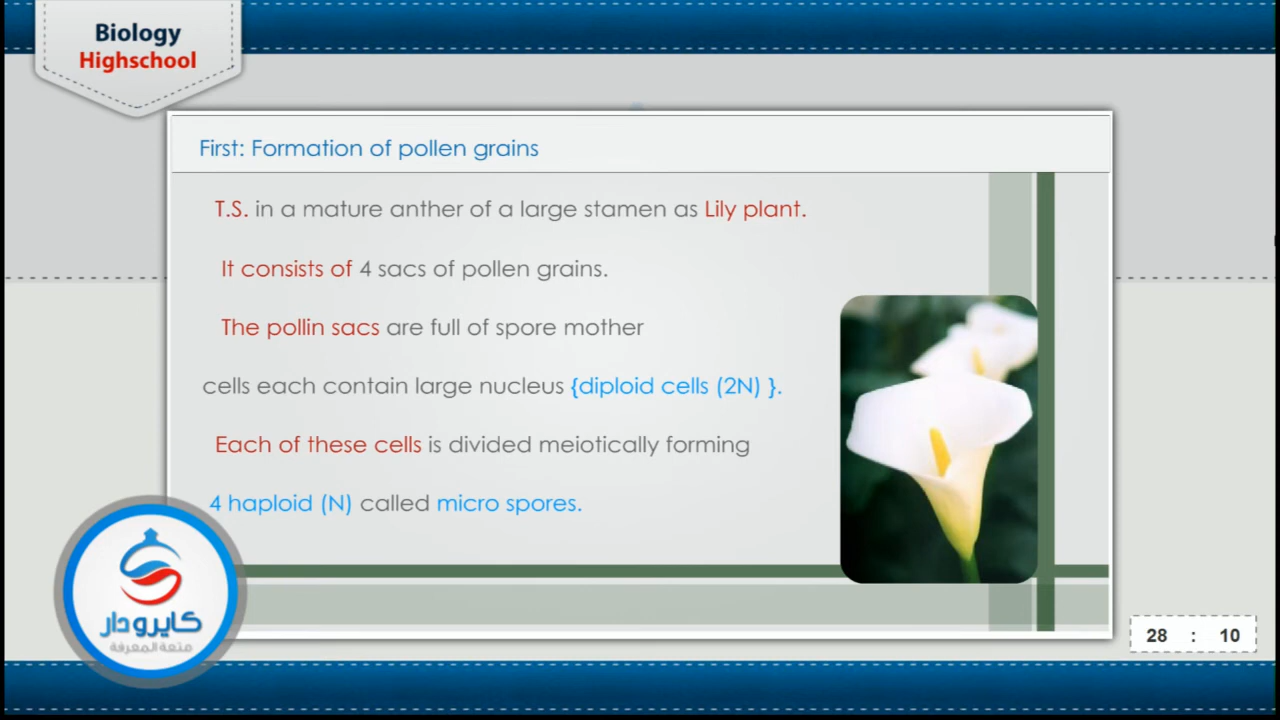 Biology
Highschool
First: Formation of pollen grains
T.S. in a mature anther of a large stamen as Lily plant.
It consists of 4 sacs of pollen grains.
The pollin sacs are full of spore mother
cells each contain large nucleus {diploid cells (2N) }.
Each of these cells is divided meiotically forming
4 haploid (N) called micro spores.
كايرودار
متعة المعرفة
28 : 10